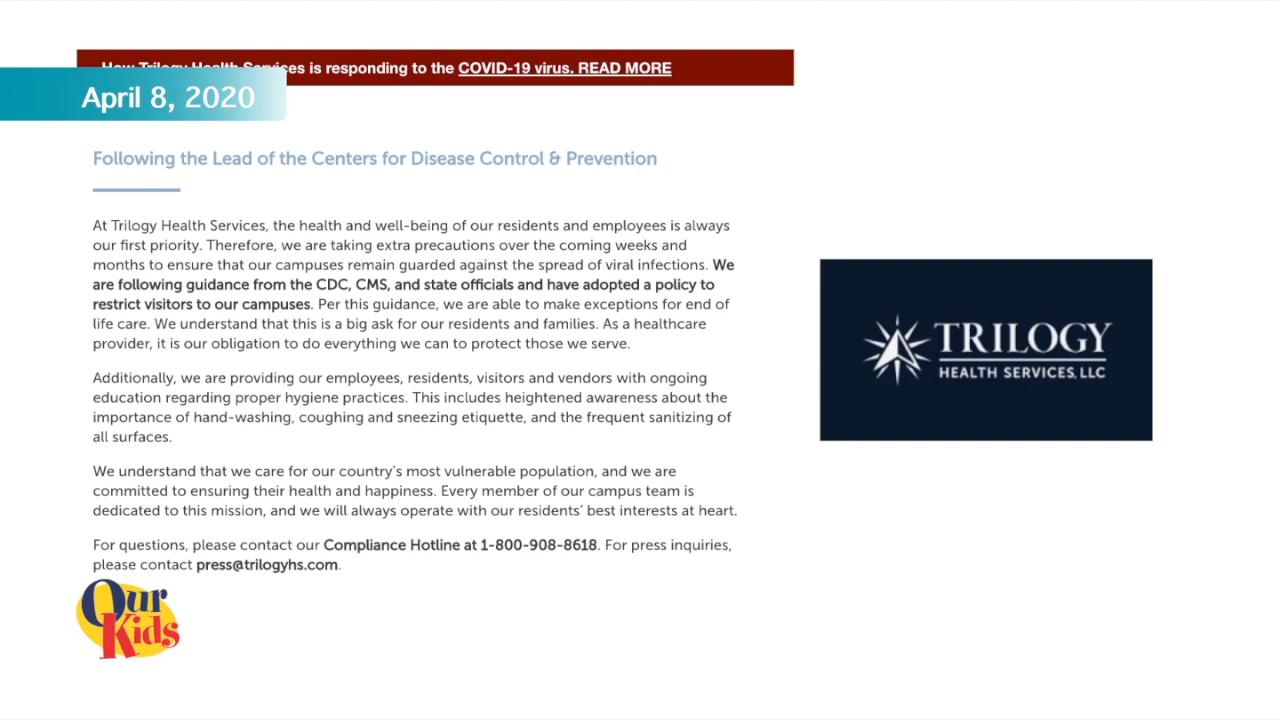 How Trilogy Health Services is responding to the COVID-19 virus. READ MORE
April 8, 2020
Following the Lead of the Centers for Disease Control & Prevention
At Trilogy Health Services, the health and well-being of our residents and employees is always
our first priority. Therefore, we are taking extra precautions over the coming weeks and
months to ensure that our campuses remain guarded against the spread of viral infections. We
are following guidance from the CDC, CMS, and state officials and have adopted a policy to
restrict visitors to our campuses. Per this guidance, we are able to make exceptions for end of
life care. We understand that this is a big ask for our residents and families. As a healthcare
provider, it is our obligation to do everything we can to protect those we serve.
Additionally, we are providing our employees, residents, visitors and vendors with ongoing
education regarding proper hygiene practices. This includes heightened awareness about the
importance of hand-washing, coughing and sneezing etiquette, and the frequent sanitizing of
all surfaces.
We understand that we care for our country's most vulnerable population, and we are
committed to ensuring their health and happiness. Every member of our campus team is
dedicated to this mission, and we will always operate with our residents' best interests at heart.
For questions, please contact our Compliance Hotline at 1-800-908-8618. For press inquiries,
please contact press@trilogyhs.com.
TRILOGY
HEALTH SERVICES, LLC
Our
Kids